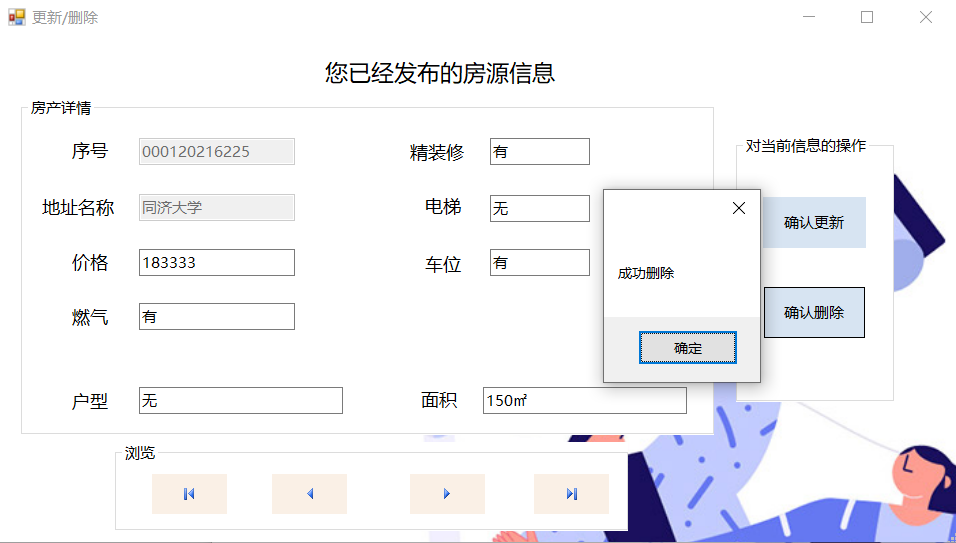 更新/删除
您已经发布的房源信息
房产详情
序号 000120216225 精装修 有
地址名称 同济大学 电梯 无
价格 183333 车位 有
燃气 有
户型 无 面积 150㎡
对当前信息的操作
确认更新
确认删除
成功删除
确定
浏览